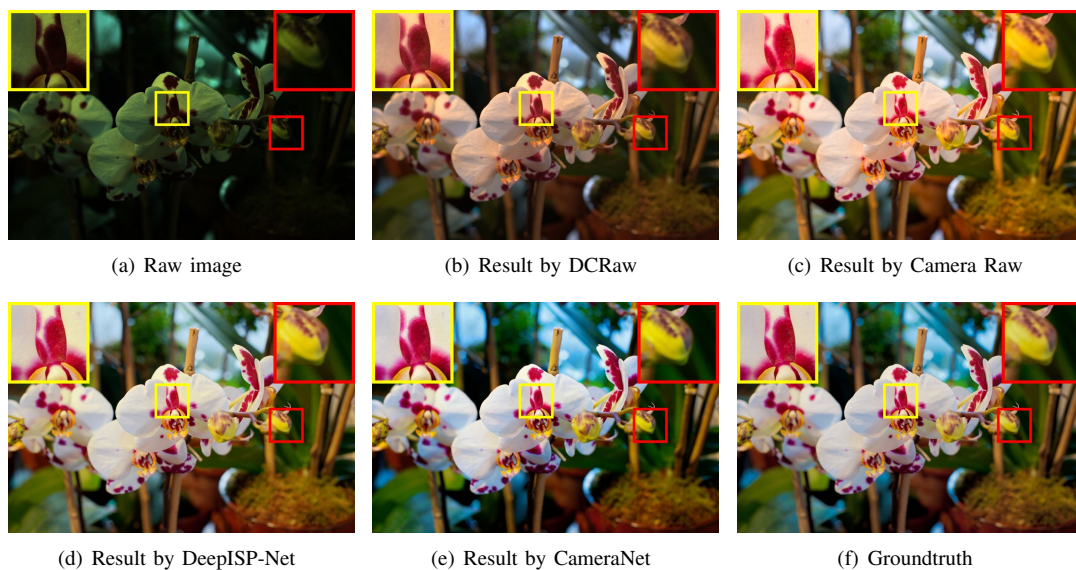 (a) Raw image
(b) Result by DCRaw
(c) Result by Camera Raw
(d) Result by DeepISP-Net
(e) Result by CameraNet
(f) Groundtruth